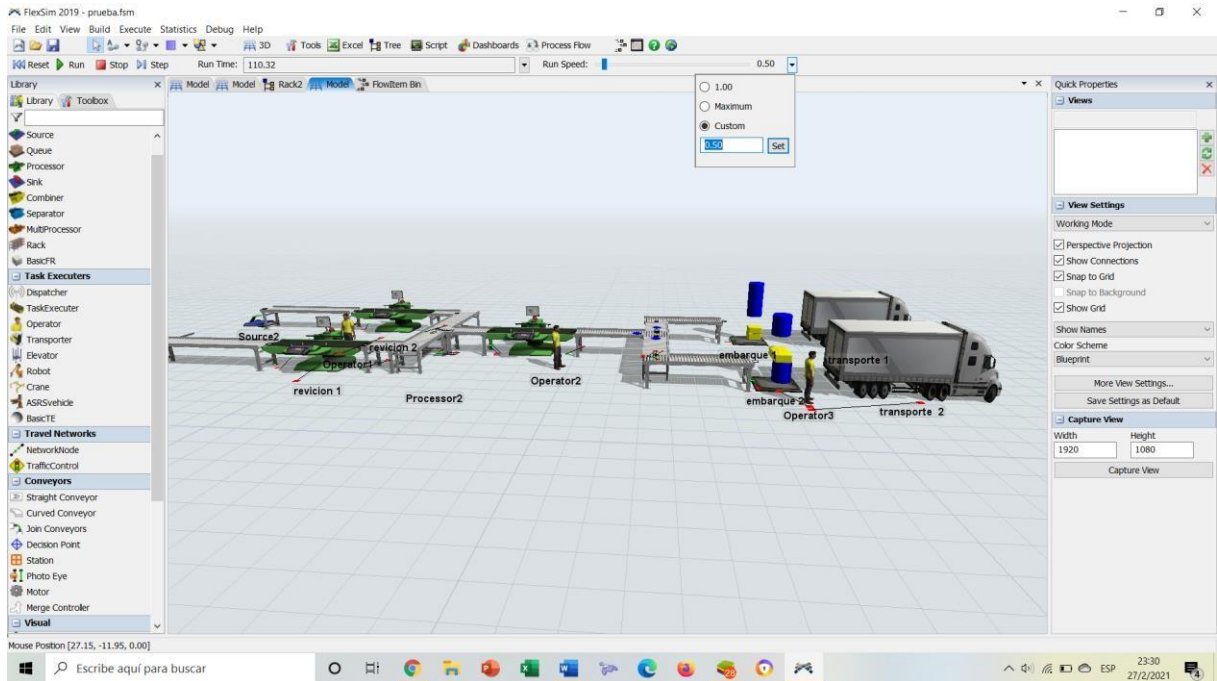 FlexSim 2019 - prueba.fsm
File Edit View Build Execute Statistics Debug Help
3D Tools Excel Tree Script Dashboards Process Flow
Reset Run Stop Step Run Time: 110.32 Run Speed: 0.50
Library
Model Model Rack2 Model FlowItem Bin
Library Toolbox
Source
Queue
Processor
Sink
Combiner
Separator
MultiProcessor
Rack
BasicFR
Task Executers
Dispatcher
TaskExecuter
Operator
Transporter
Elevator
Robot
Crane
ASRSvehicle
BasicTE
Travel Networks
NetworkNode
TrafficControl
Conveyors
Straight Conveyor
Curved Conveyor
Join Conveyors
Decision Point
Station
Photo Eye
Motor
Merge Controller
Visual
1.00
Maximum
Custom
0.50 Set
Source2
revicion 2
Operator1
revicion 1
Processor2
Operator2
embarque 1
transporte 1
embarque 2
Operator3
transporte 2
Quick Properties
Views
View Settings
Working Mode
Perspective Projection
Show Connections
Snap to Grid
Snap to Background
Show Grid
Show Names
Color Scheme
Blueprint
More View Settings...
Save Settings as Default
Capture View
Width Height
1920 1080
Capture View
Mouse Position [27.15, -11.95, 0.00]
Escribe aquí para buscar
ESP
23:30
27/2/2021